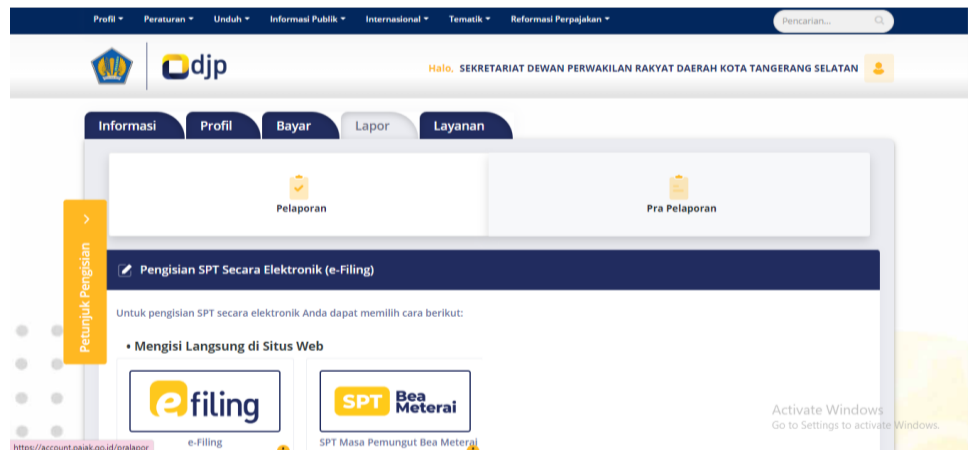 Profil Peraturan Unduh Informasi Publik Internasional Tematik Reformasi Perpajakan Pencarian...
djp
Halo, SEKRETARIAT DEWAN PERWAKILAN RAKYAT DAERAH KOTA TANGERANG SELATAN
Informasi Profil Bayar Lapor Layanan
Pelaporan Pra Pelaporan
Petunjuk Pengisian
Pengisian SPT Secara Elektronik (e-Filing)
Untuk pengisian SPT secara elektronik Anda dapat memilih cara berikut:
• Mengisi Langsung di Situs Web
e filing
SPT Bea Meterai
e-Filing SPT Masa Pemungut Bea Meterai
Activate Windows
Go to Settings to activate Windows.
https://account.pajak.go.id/pralapor